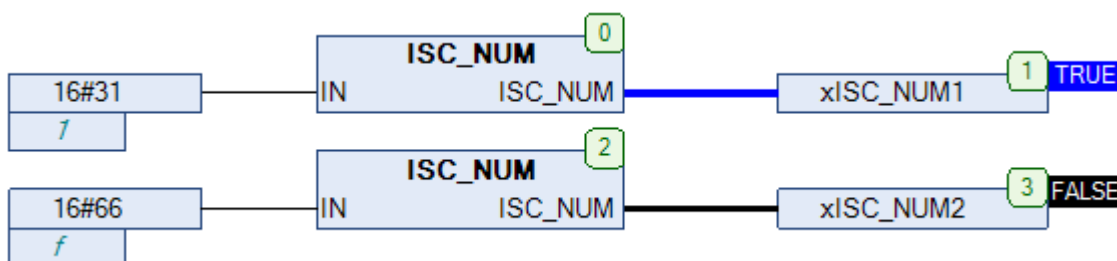 0
ISC_NUM
1
TRUE
16#31
IN
ISC_NUM
xISC_NUM1
1
2
ISC_NUM
3
FALSE
16#66
IN
ISC_NUM
xISC_NUM2
f